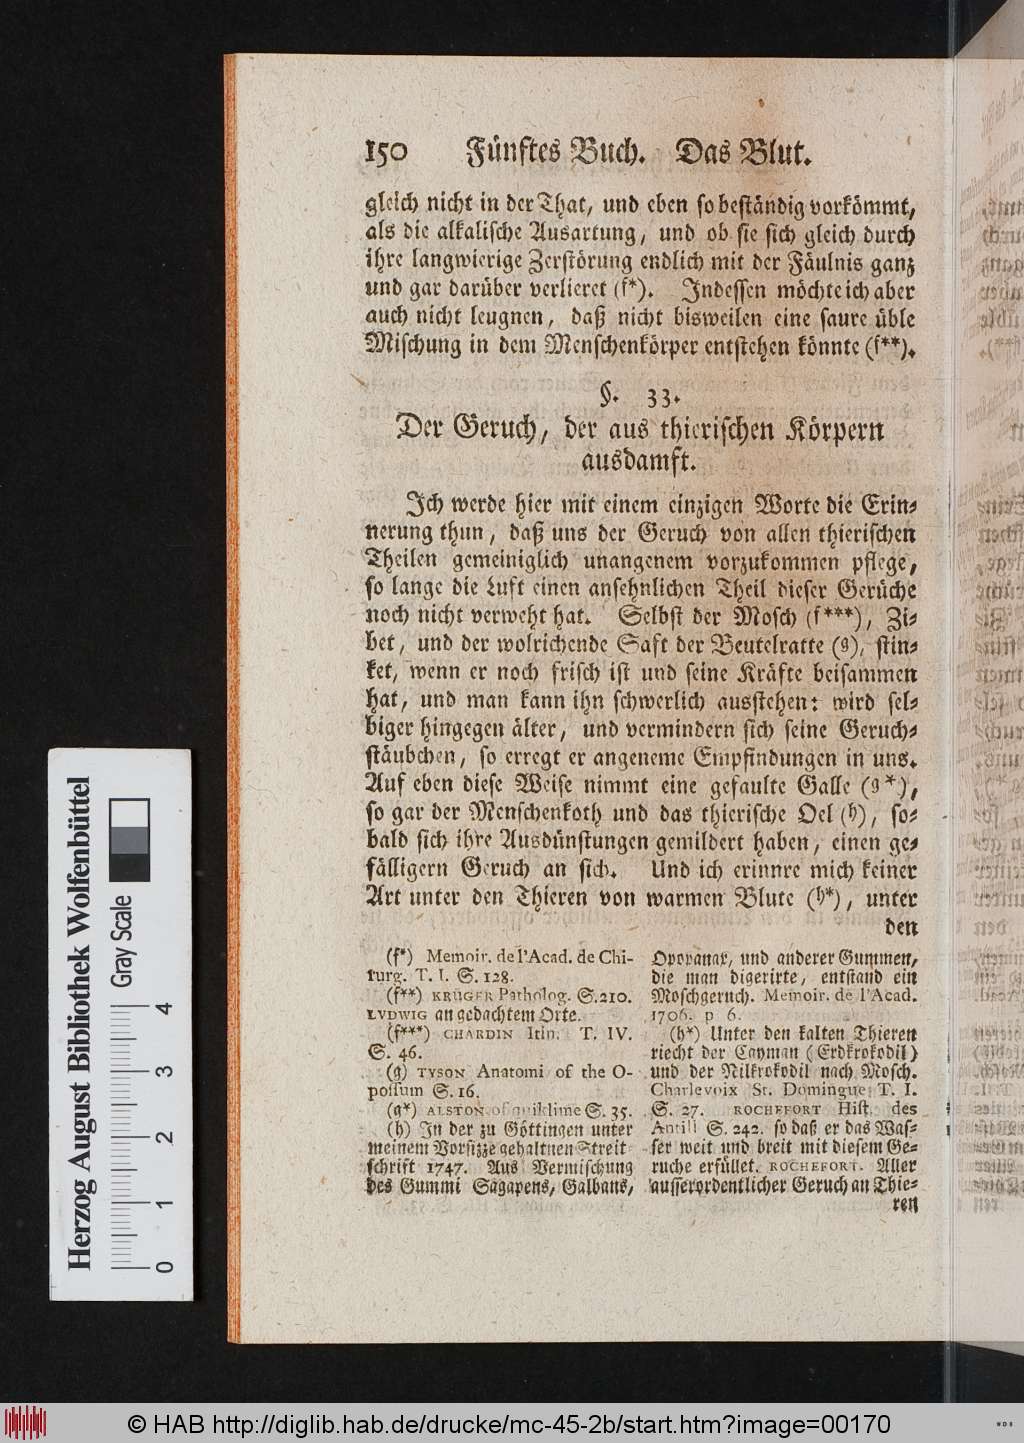 150 Fünftes Buch. Das Blut.
gleich nicht in der That, und eben so beständig vorkömmt,
als die alkalische Ausartung, und ob sie sich gleich durch
ihre langwierige Zerstörung endlich mit der Fäulnis ganz
und gar darüber verlieret (f*). Indessen möchte ich aber
auch nicht leugnen, daß nicht bisweilen eine saure üble
Mischung in dem Menschenkörper entstehen könnte (f**).
§. 33.
Der Geruch, der aus thierischen Körpern
ausdamft.
Ich werde hier mit einem einzigen Worte die Erin-
nerung thun, daß uns der Geruch von allen thierischen
Theilen gemeiniglich unangenem vorzukommen pflege,
so lange die Luft einen ansehnlichen Theil dieser Gerüche
noch nicht verweht hat. Selbst der Mosch (f***), Zi-
bet, und der wolrichende Saft der Beutelratte (g), stin-
ket, wenn er noch frisch ist und seine Kräfte beisammen
hat, und man kann ihn schwerlich ausstehen: wird sel-
biger hingegen älter, und vermindern sich seine Geruch-
stäubchen, so erregt er angeneme Empfindungen in uns.
Auf eben diese Weise nimmt eine gefaulte Galle (g*),
so gar der Menschenkoth und das thierische Oel (h), so-
bald sich ihre Ausdünstungen gemildert haben, einen ge-
fälligern Geruch an sich. Und ich erinnre mich keiner
Art unter den Thieren von warmen Blute (h*), unter
den
(f*) Memoir. de l'Acad. de Chi-
rurg. T. I. S. 128.
(f**) KRÜGER Patholog. S. 210.
LVDWIG an gedachtem Orte.
(f***) CHARDIN Itin. T. IV.
S. 46.
(g) TYSON Anatomi of the O-
possum S. 16.
(g*) ALSTON of quiklime S. 35.
(h) In der zu Göttingen unter
meinem Vorsizze gehaltnen Streit
schrift 1747. Aus Vermischung
des Gummi Sagapens, Galbans,
Opopanax, und anderer Gummen,
die man digerirte, entstand ein
Moschgeruch. Memoir. de l'Acad.
1706. p 6.
(h*) Unter den kalten Thieren
riecht der Cayman (Erdkrokodil)
und der Nilkrokodil nach Mosch.
Charlevoix St. Domingue T. I.
S. 27. ROCHEFORT Hist. des
Antill S. 242. so daß er das Was-
ser weit und breit mit diesem Ge-
ruche erfüllet. ROCHEFORT. Aller
ausserordentlicher Geruch an Thie-
ren
Herzog August Bibliothek Wolfenbüttel
Gray Scale
0 1 2 3 4
© HAB http://diglib.hab.de/drucke/mc-45-2b/start.htm?image=00170